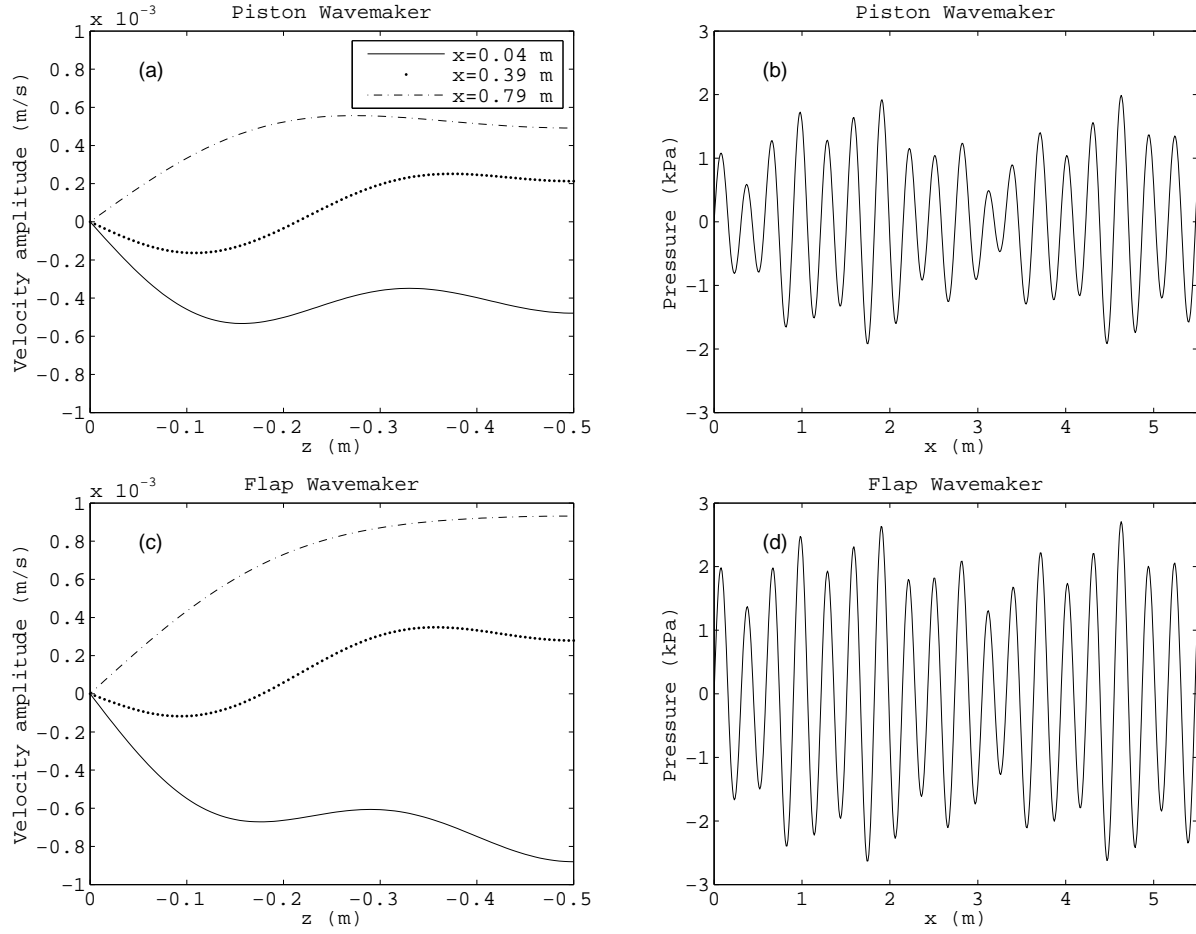 Piston Wavemaker
x 10⁻³
1
0.8
0.6
0.4
0.2
0
−0.2
−0.4
−0.6
−0.8
−1
Velocity amplitude (m/s)
(a)
x=0.04 m
x=0.39 m
x=0.79 m
0 −0.1 −0.2 −0.3 −0.4 −0.5
z (m)
Piston Wavemaker
3
2
1
0
−1
−2
−3
Pressure (kPa)
(b)
0 1 2 3 4 5
x (m)
Flap Wavemaker
x 10⁻³
1
0.8
0.6
0.4
0.2
0
−0.2
−0.4
−0.6
−0.8
−1
Velocity amplitude (m/s)
(c)
0 −0.1 −0.2 −0.3 −0.4 −0.5
z (m)
Flap Wavemaker
3
2
1
0
−1
−2
−3
Pressure (kPa)
(d)
0 1 2 3 4 5
x (m)